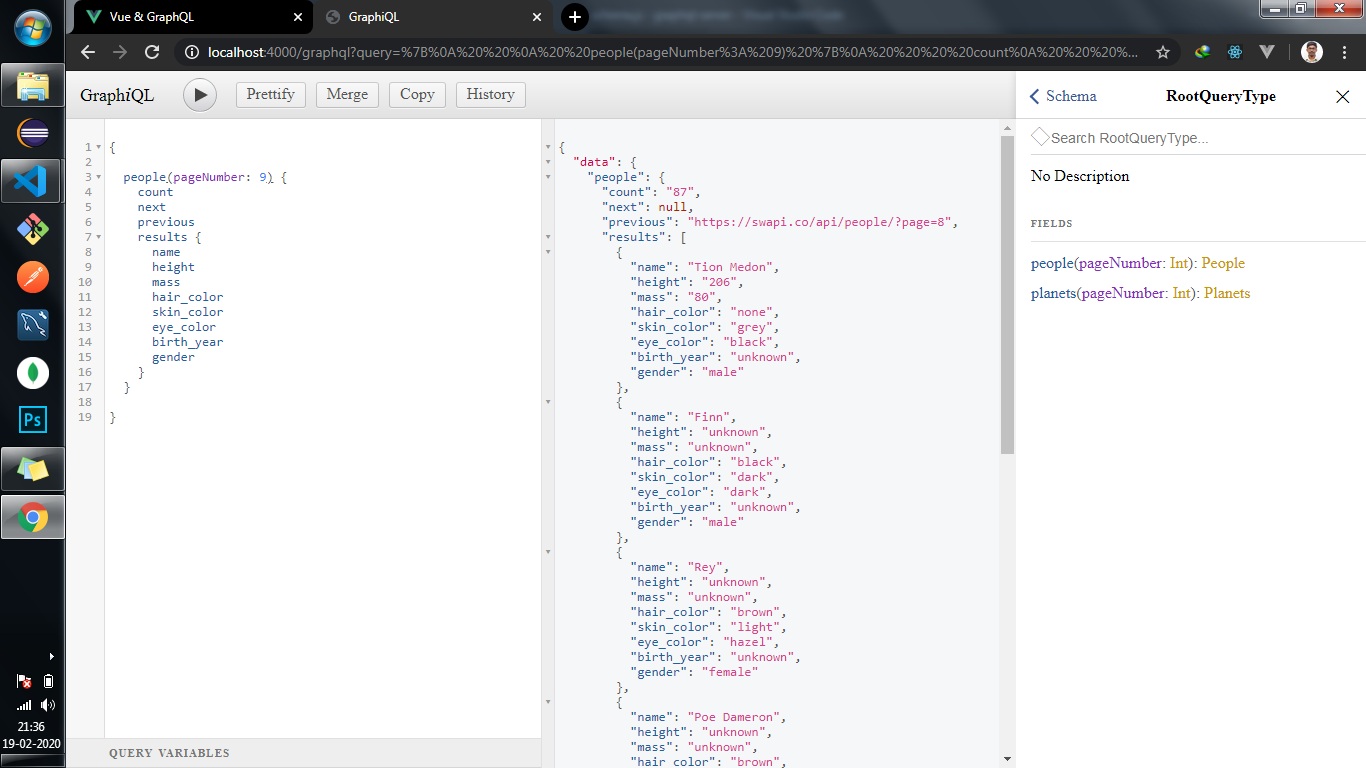 Vue & GraphQL
GraphiQL
localhost:4000/graphql?query=%7B%0A%20%20%0A%20%20people(pageNumber%3A%209)%20%7B%0A%20%20%20%20count%0A%20%20%20%...
GraphiQL
Prettify
Merge
Copy
History
Schema
RootQueryType
Search RootQueryType...
No Description
FIELDS
people(pageNumber: Int): People
planets(pageNumber: Int): Planets
1 {
2
3 people(pageNumber: 9) {
4 count
5 next
6 previous
7 results {
8 name
9 height
10 mass
11 hair_color
12 skin_color
13 eye_color
14 birth_year
15 gender
16 }
17 }
18
19 }
QUERY VARIABLES
{
"data": {
"people": {
"count": "87",
"next": null,
"previous": "https://swapi.co/api/people/?page=8",
"results": [
{
"name": "Tion Medon",
"height": "206",
"mass": "80",
"hair_color": "none",
"skin_color": "grey",
"eye_color": "black",
"birth_year": "unknown",
"gender": "male"
},
{
"name": "Finn",
"height": "unknown",
"mass": "unknown",
"hair_color": "black",
"skin_color": "dark",
"eye_color": "dark",
"birth_year": "unknown",
"gender": "male"
},
{
"name": "Rey",
"height": "unknown",
"mass": "unknown",
"hair_color": "brown",
"skin_color": "light",
"eye_color": "hazel",
"birth_year": "unknown",
"gender": "female"
},
{
"name": "Poe Dameron",
"height": "unknown",
"mass": "unknown",
"hair_color": "brown",
Ps
21:36
19-02-2020